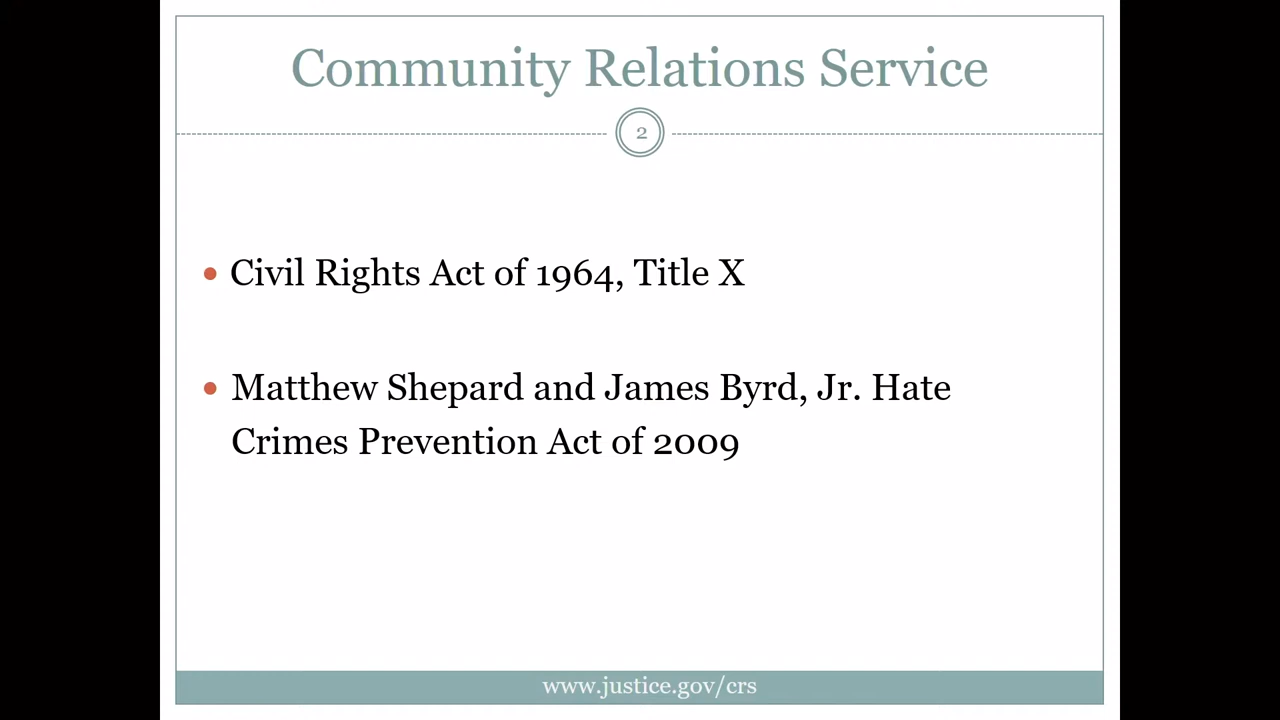 Community Relations Service
2
• Civil Rights Act of 1964, Title X
• Matthew Shepard and James Byrd, Jr. Hate
Crimes Prevention Act of 2009
www.justice.gov/crs